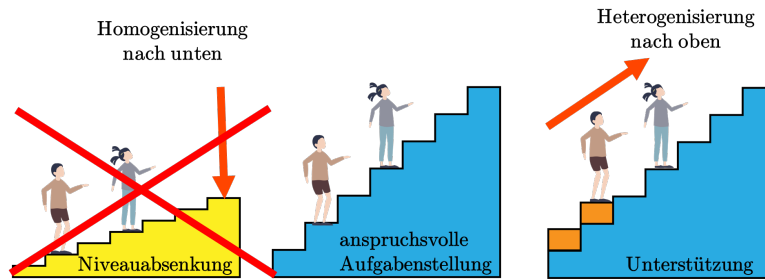 Homogenisierung
nach unten
Niveauabsenkung
anspruchsvolle
Aufgabenstellung
Heterogenisierung
nach oben
Unterstützung